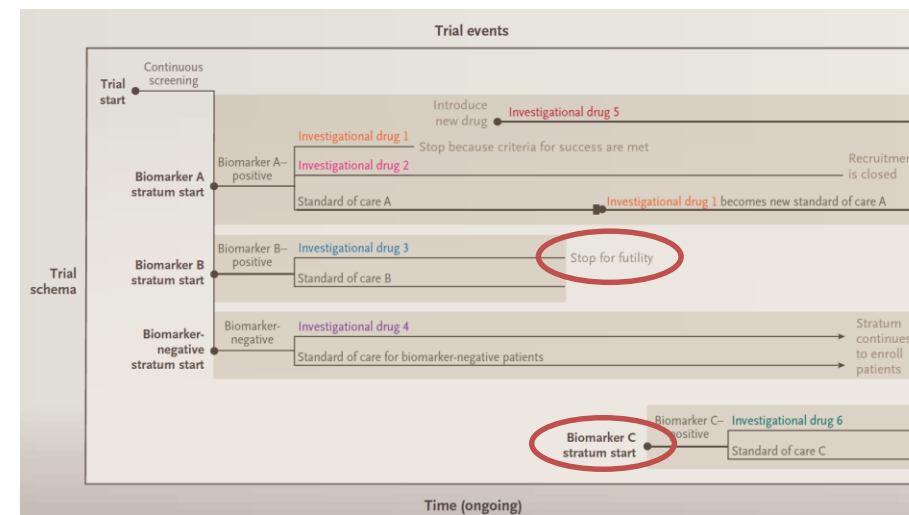 Trial events
Continuous
screening
Trial
start
Introduce
new drug
Investigational drug 5
Investigational drug 1
Stop because criteria for success are met
Biomarker A–
positive
Investigational drug 2
Recruitmen
is closed
Biomarker A
stratum start
Standard of care A
Investigational drug 1 becomes new standard of care A
Biomarker B–
positive
Investigational drug 3
Stop for futility
Biomarker B
stratum start
Standard of care B
Trial
schema
Biomarker-
negative
stratum start
Biomarker-
negative
Investigational drug 4
Standard of care for biomarker-negative patients
Stratum
continues
to enroll
patients
Biomarker C
stratum start
Biomarker C–
positive
Investigational drug 6
Standard of care C
Time (ongoing)